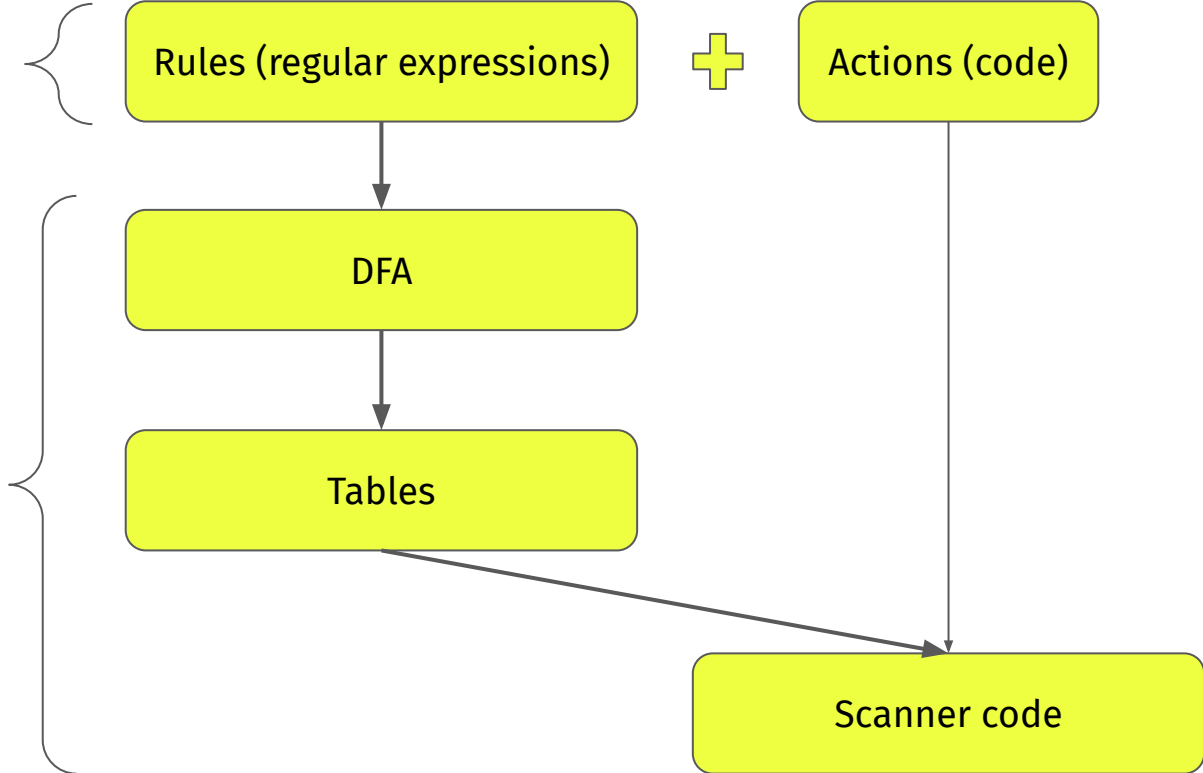 Rules (regular expressions)
Actions (code)
DFA
Tables
Scanner code